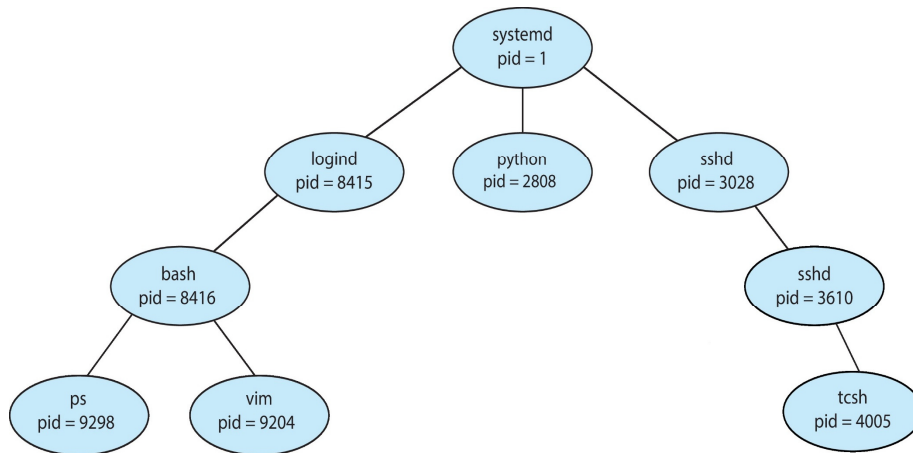 systemd
pid = 1
logind
pid = 8415
python
pid = 2808
sshd
pid = 3028
bash
pid = 8416
sshd
pid = 3610
ps
pid = 9298
vim
pid = 9204
tcsh
pid = 4005